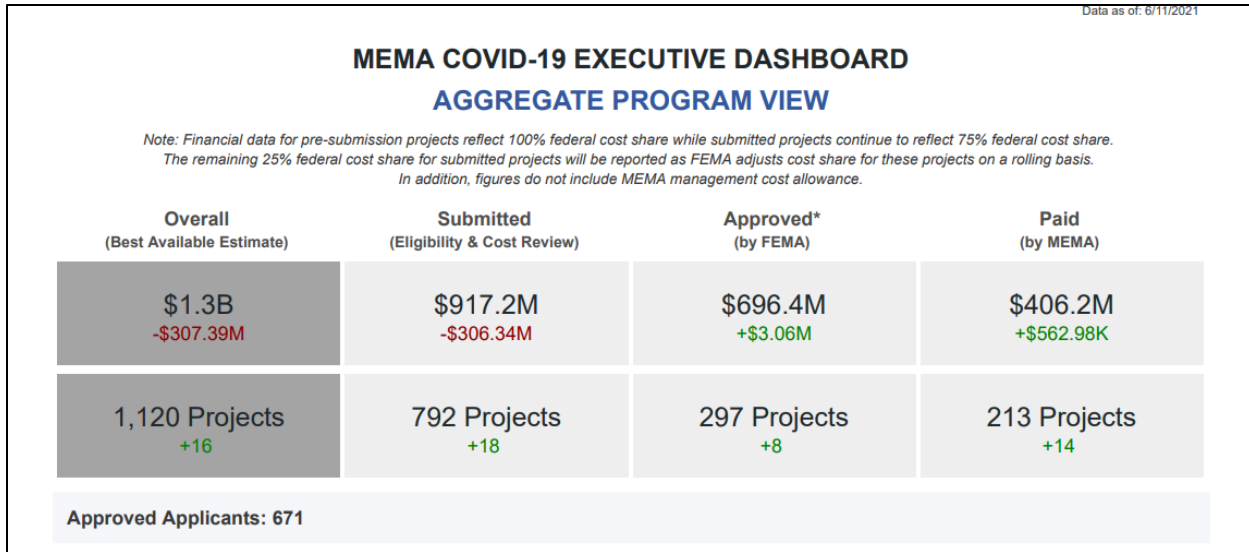 Data as of: 6/11/2021
MEMA COVID-19 EXECUTIVE DASHBOARD
AGGREGATE PROGRAM VIEW
Note: Financial data for pre-submission projects reflect 100% federal cost share while submitted projects continue to reflect 75% federal cost share.
The remaining 25% federal cost share for submitted projects will be reported as FEMA adjusts cost share for these projects on a rolling basis.
In addition, figures do not include MEMA management cost allowance.
Overall Submitted Approved* Paid
(Best Available Estimate) (Eligibility & Cost Review) (by FEMA) (by MEMA)
$1.3B $917.2M $696.4M $406.2M
-$307.39M -$306.34M +$3.06M +$562.98K
1,120 Projects 792 Projects 297 Projects 213 Projects
+16 +18 +8 +14
Approved Applicants: 671